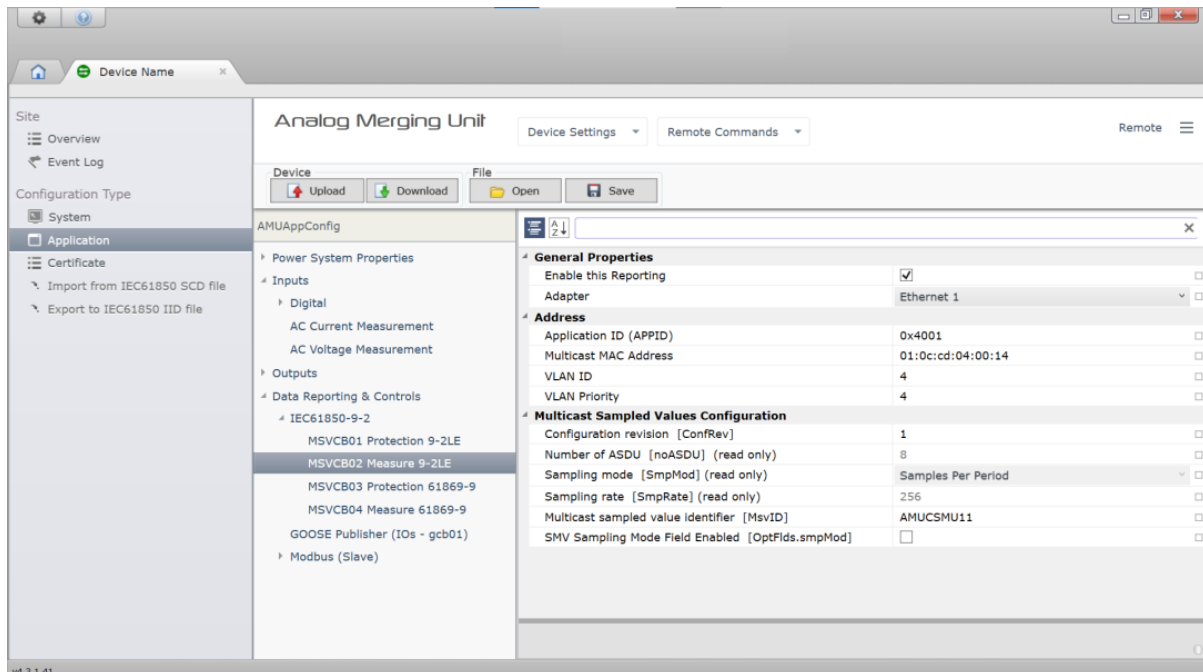 Device Name
Site
Overview
Event Log
Configuration Type
System
Application
Certificate
Import from IEC61850 SCD file
Export to IEC61850 IID file
Analog Merging Unit
Device Settings
Remote Commands
Remote
Device
File
Upload
Download
Open
Save
AMUAppConfig
Power System Properties
Inputs
Digital
AC Current Measurement
AC Voltage Measurement
Outputs
Data Reporting & Controls
IEC61850-9-2
MSVCB01 Protection 9-2LE
MSVCB02 Measure 9-2LE
MSVCB03 Protection 61869-9
MSVCB04 Measure 61869-9
GOOSE Publisher (IOs - gcb01)
Modbus (Slave)
General Properties
Enable this Reporting
Adapter Ethernet 1
Address
Application ID (APPID) 0x4001
Multicast MAC Address 01:0c:cd:04:00:14
VLAN ID 4
VLAN Priority 4
Multicast Sampled Values Configuration
Configuration revision [ConfRev] 1
Number of ASDU [noASDU] (read only) 8
Sampling mode [SmpMod] (read only) Samples Per Period
Sampling rate [SmpRate] (read only) 256
Multicast sampled value identifier [MsvID] AMUCSMU11
SMV Sampling Mode Field Enabled [OptFlds.smpMod]